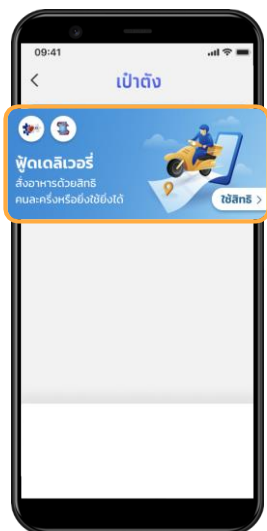 09:41
เป๋าตัง
ฟู้ดเดลิเวอรี่
สั่งอาหารด้วยสิทธิ
คนละครึ่งหรือยิ่งใช้ยิ่งได้
ใช้สิทธิ >